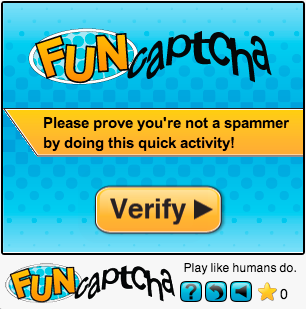 FUNcaptcha
Please prove you're not a spammer
by doing this quick activity!
Verify
FUNcaptcha
Play like humans do.
? 0